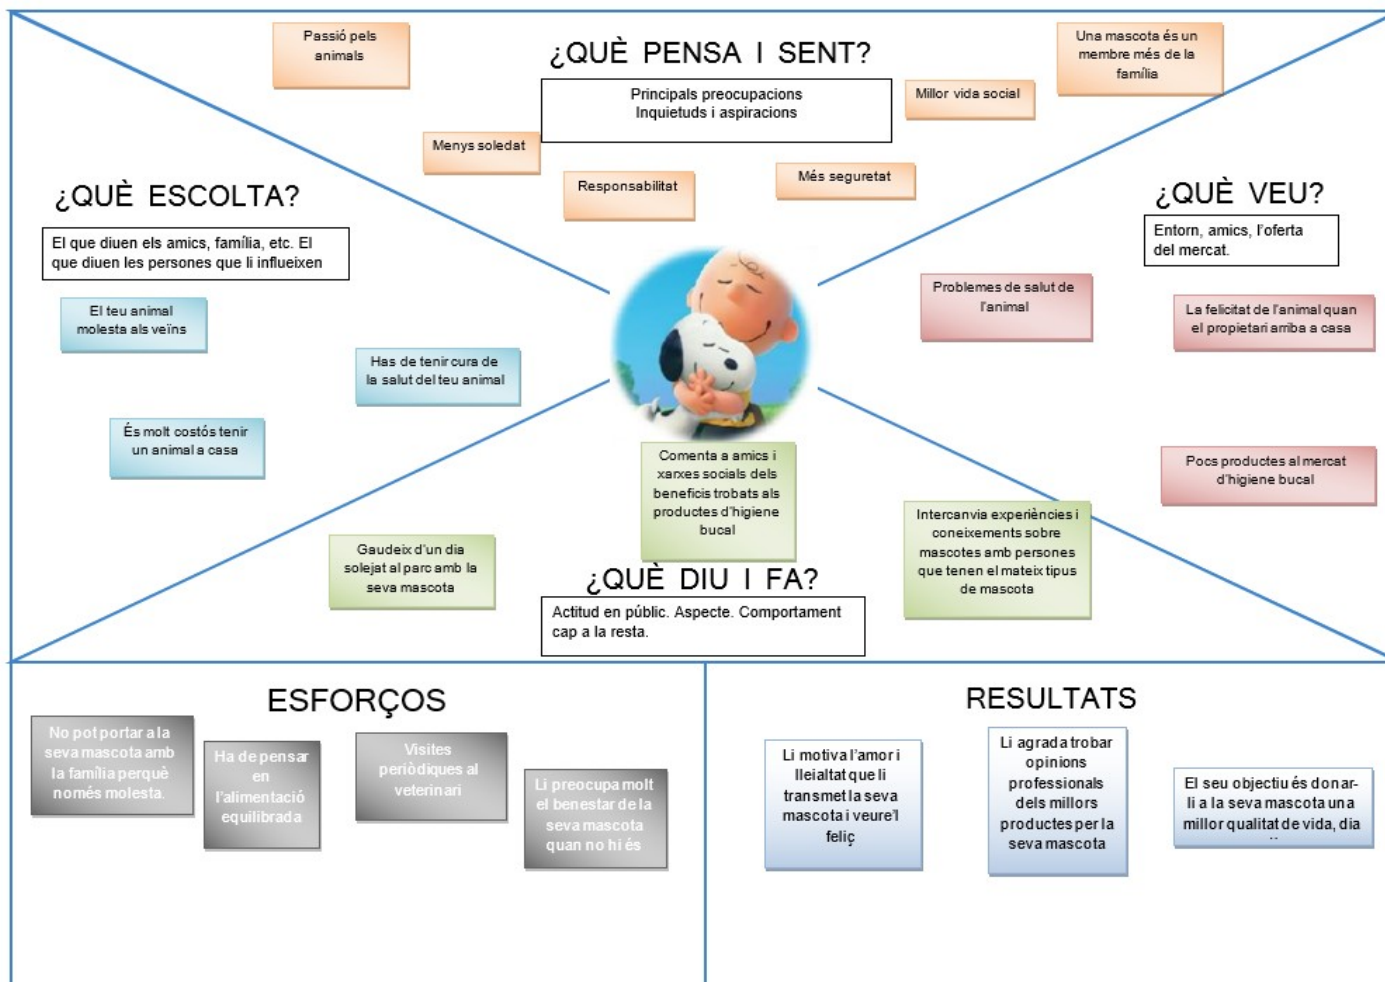 ¿QUÈ PENSA I SENT?
Principals preocupacions
Inquietuds i aspiracions
Passió pels
animals
Menys soledat
Responsabilitat
Més seguretat
Millor vida social
Una mascota és un
membre més de la
família
¿QUÈ ESCOLTA?
El que diuen els amics, família, etc. El
que diuen les persones que li influeixen
El teu animal
molesta als veïns
Has de tenir cura de
la salut del teu animal
És molt costós tenir
un animal a casa
¿QUÈ VEU?
Entorn, amics, l'oferta
del mercat.
Problemes de salut de
l'animal
La felicitat de l'animal quan
el propietari arriba a casa
Pocs productes al mercat
d'higiene bucal
Comenta a amics i
xarxes socials dels
beneficis trobats als
productes d'higiene
bucal
Gaudeix d'un dia
solejat al parc amb la
seva mascota
Intercanvia experiències i
coneixements sobre
mascotes amb persones
que tenen el mateix tipus
de mascota
¿QUÈ DIU I FA?
Actitud en públic. Aspecte. Comportament
cap a la resta.
ESFORÇOS
No pot portar a la
seva mascota amb
la família perquè
només molesta.
Ha de pensar
en
l'alimentació
equilibrada
Visites
periòdiques al
veterinari
Li preocupa molt
el benestar de la
seva mascota
quan no hi és
RESULTATS
Li motiva l'amor i
lleialtat que li
transmet la seva
mascota i veure'l
feliç
Li agrada trobar
opinions
professionals
dels millors
productes per la
seva mascota
El seu objectiu és donar-
li a la seva mascota una
millor qualitat de vida, dia